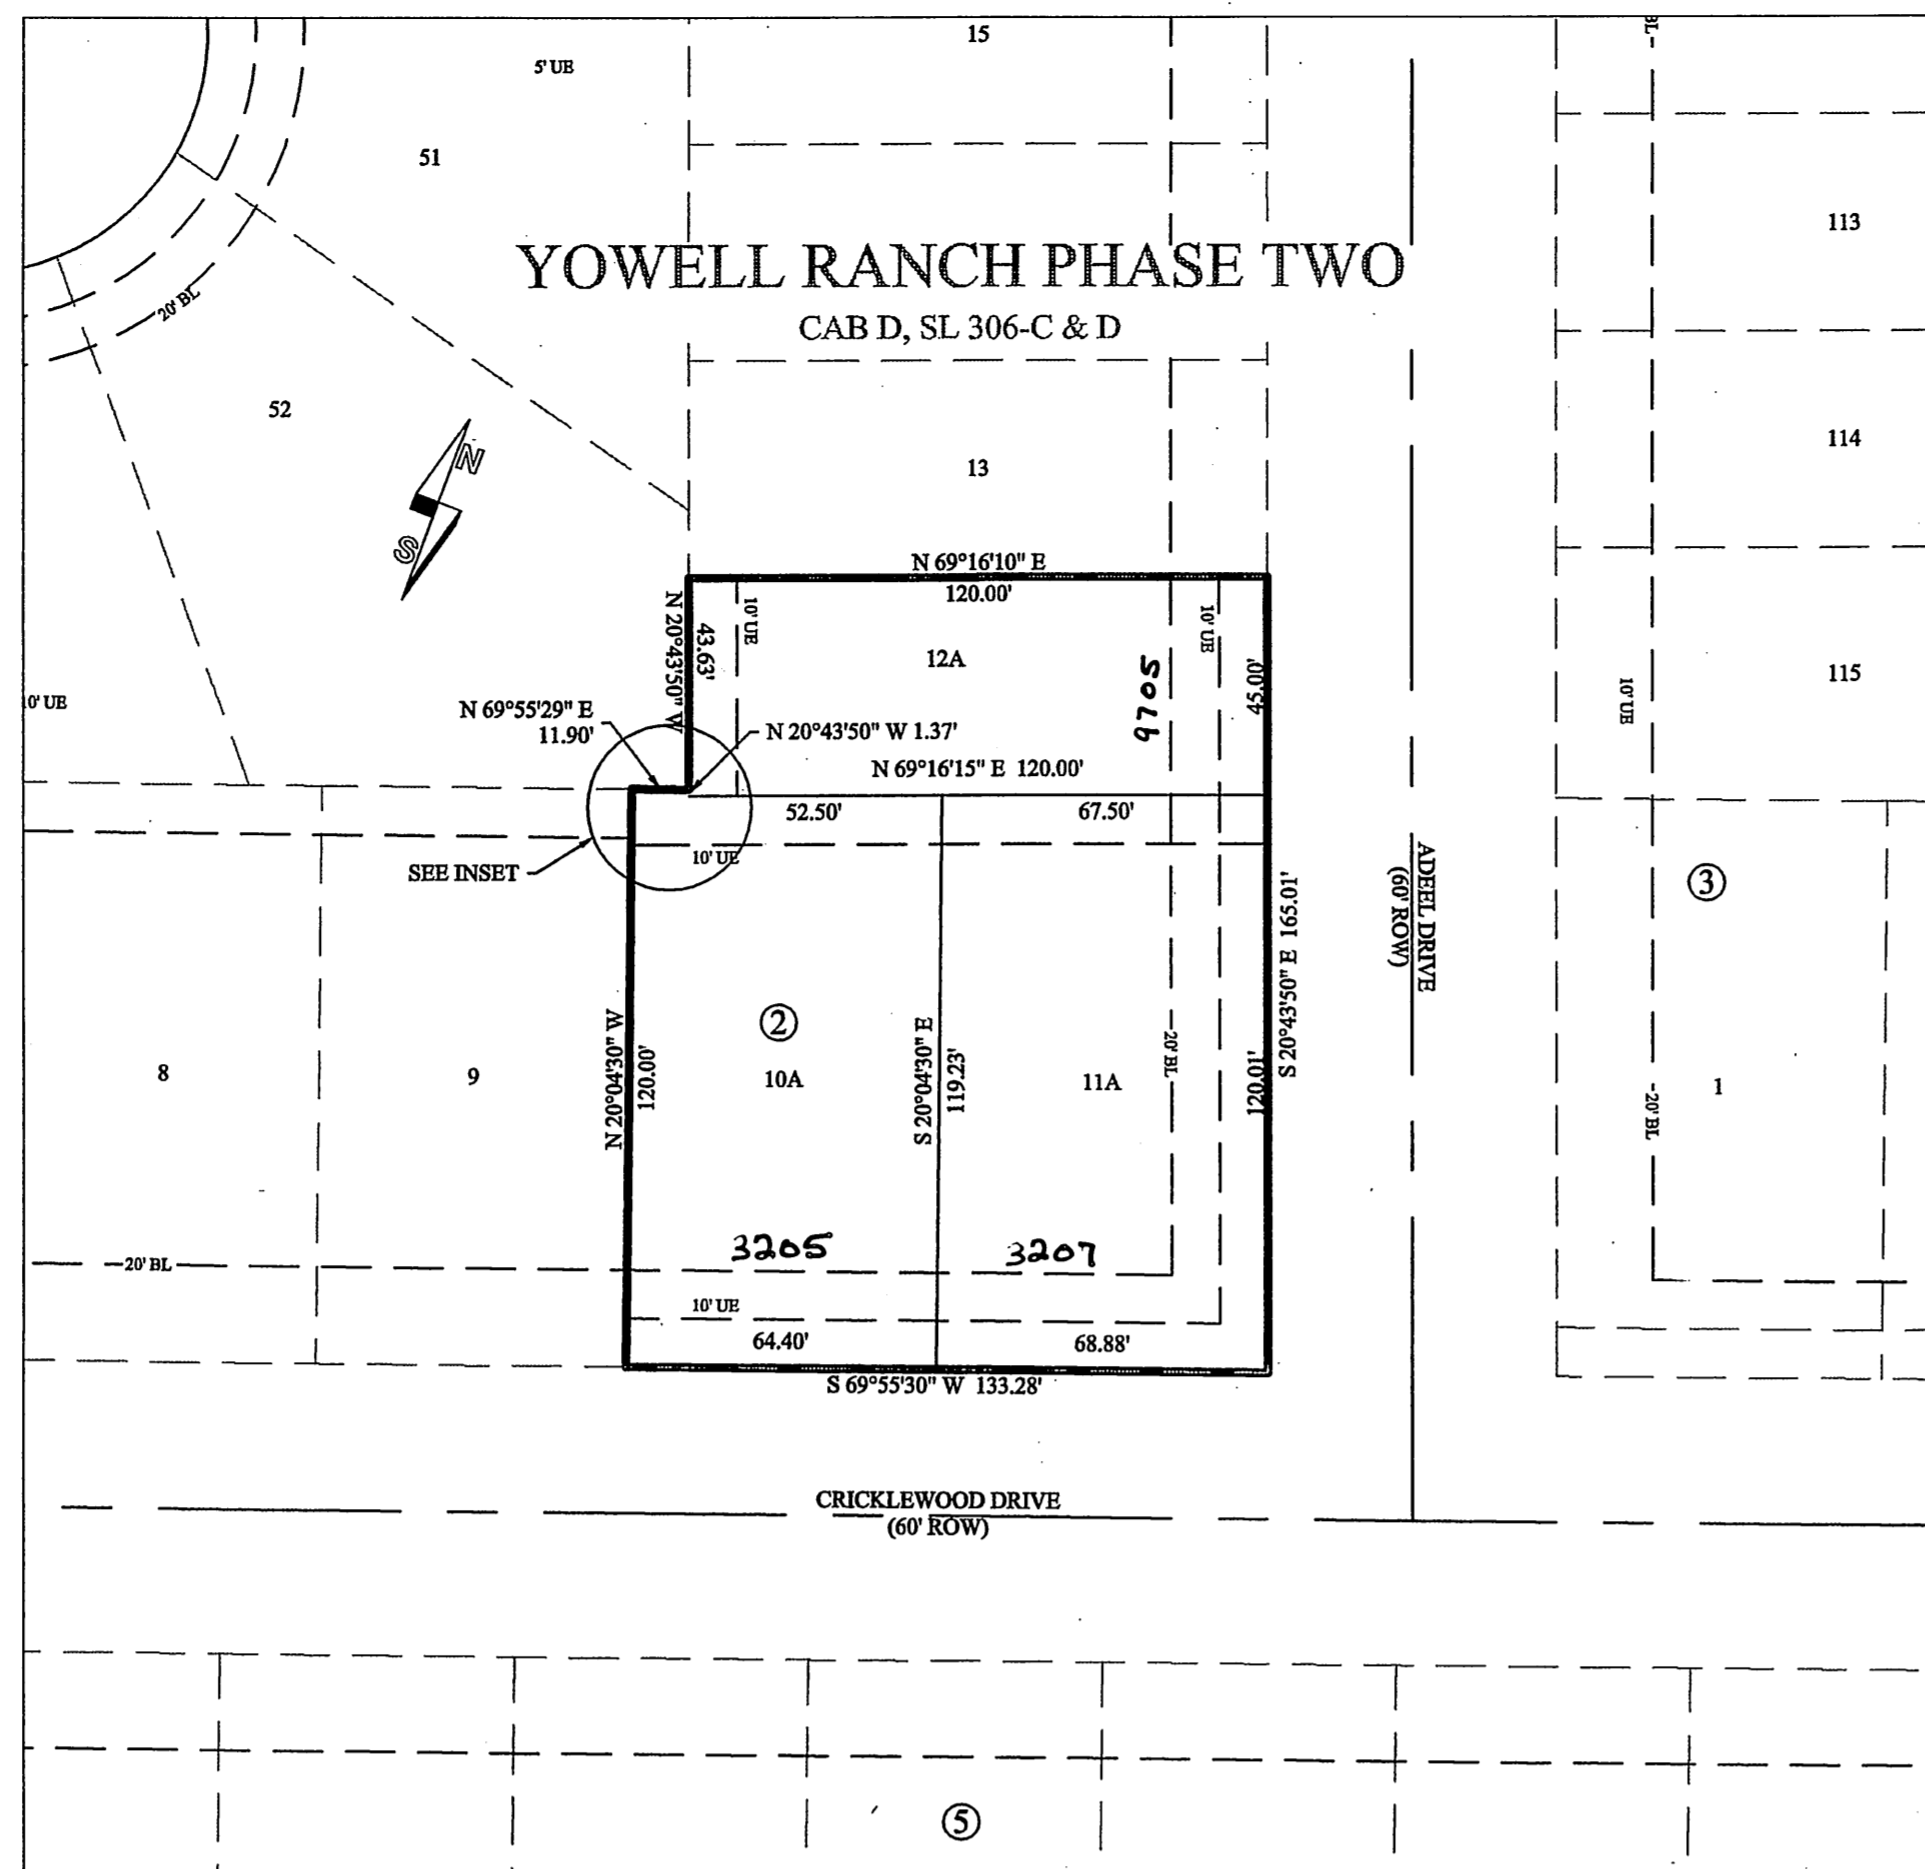 15
5' UE
BL
51
113
YOWELL RANCH PHASE TWO
CAB D, SL 306-C & D
20' BL
52
N
S
13
114
N 69°16'10" E
120.00'
N 20°43'50" W
43.63'
10' UE
10' UE
12A
9705
45.00'
115
10' UE
0' UE
N 69°55'29" E
11.90'
N 20°43'50" W 1.37'
N 69°16'15" E 120.00'
52.50'
67.50'
10' UE
SEE INSET
ADEEL DRIVE
(60' ROW)
3
S 20°43'50" E 165.01'
2
N 20°04'30" W
120.00'
S 20°04'30" E
119.23'
20' BL
120.01'
8
9
10A
11A
1
20' BL
3205
3207
20' BL
10' UE
64.40'
68.88'
S 69°55'30" W 133.28'
CRICKLEWOOD DRIVE
(60' ROW)
5